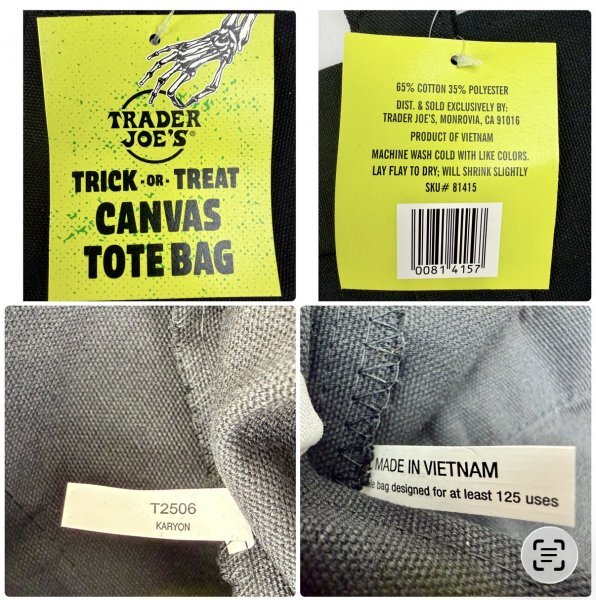 TRADER
JOE'S®
TRICK-OR-TREAT
CANVAS
TOTE BAG
65% COTTON 35% POLYESTER
DIST. & SOLD EXCLUSIVELY BY:
TRADER JOE'S, MONROVIA, CA 91016
PRODUCT OF VIETNAM
MACHINE WASH COLD WITH LIKE COLORS.
LAY FLAY TO DRY; WILL SHRINK SLIGHTLY
SKU# 81415
0081 4157
T2506
KARYON
MADE IN VIETNAM
bag designed for at least 125 uses